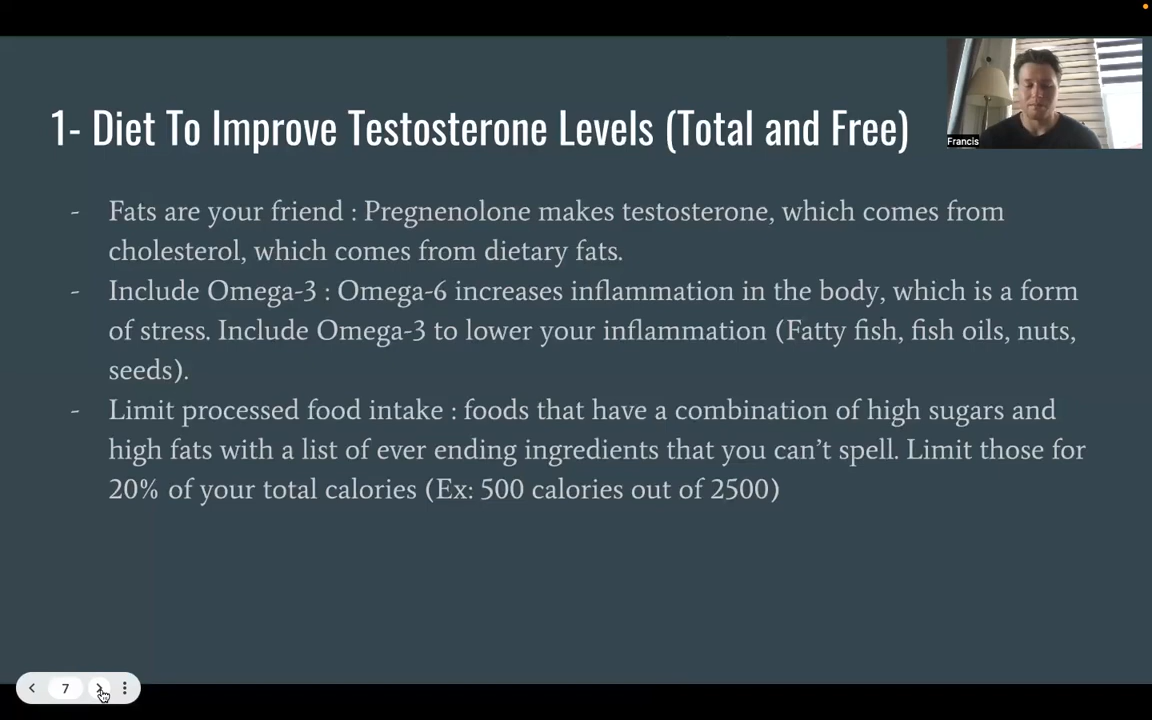 1- Diet To Improve Testosterone Levels (Total and Free)
Francis
- Fats are your friend : Pregnenolone makes testosterone, which comes from
cholesterol, which comes from dietary fats.
- Include Omega-3 : Omega-6 increases inflammation in the body, which is a form
of stress. Include Omega-3 to lower your inflammation (Fatty fish, fish oils, nuts,
seeds).
- Limit processed food intake : foods that have a combination of high sugars and
high fats with a list of ever ending ingredients that you can’t spell. Limit those for
20% of your total calories (Ex: 500 calories out of 2500)
7